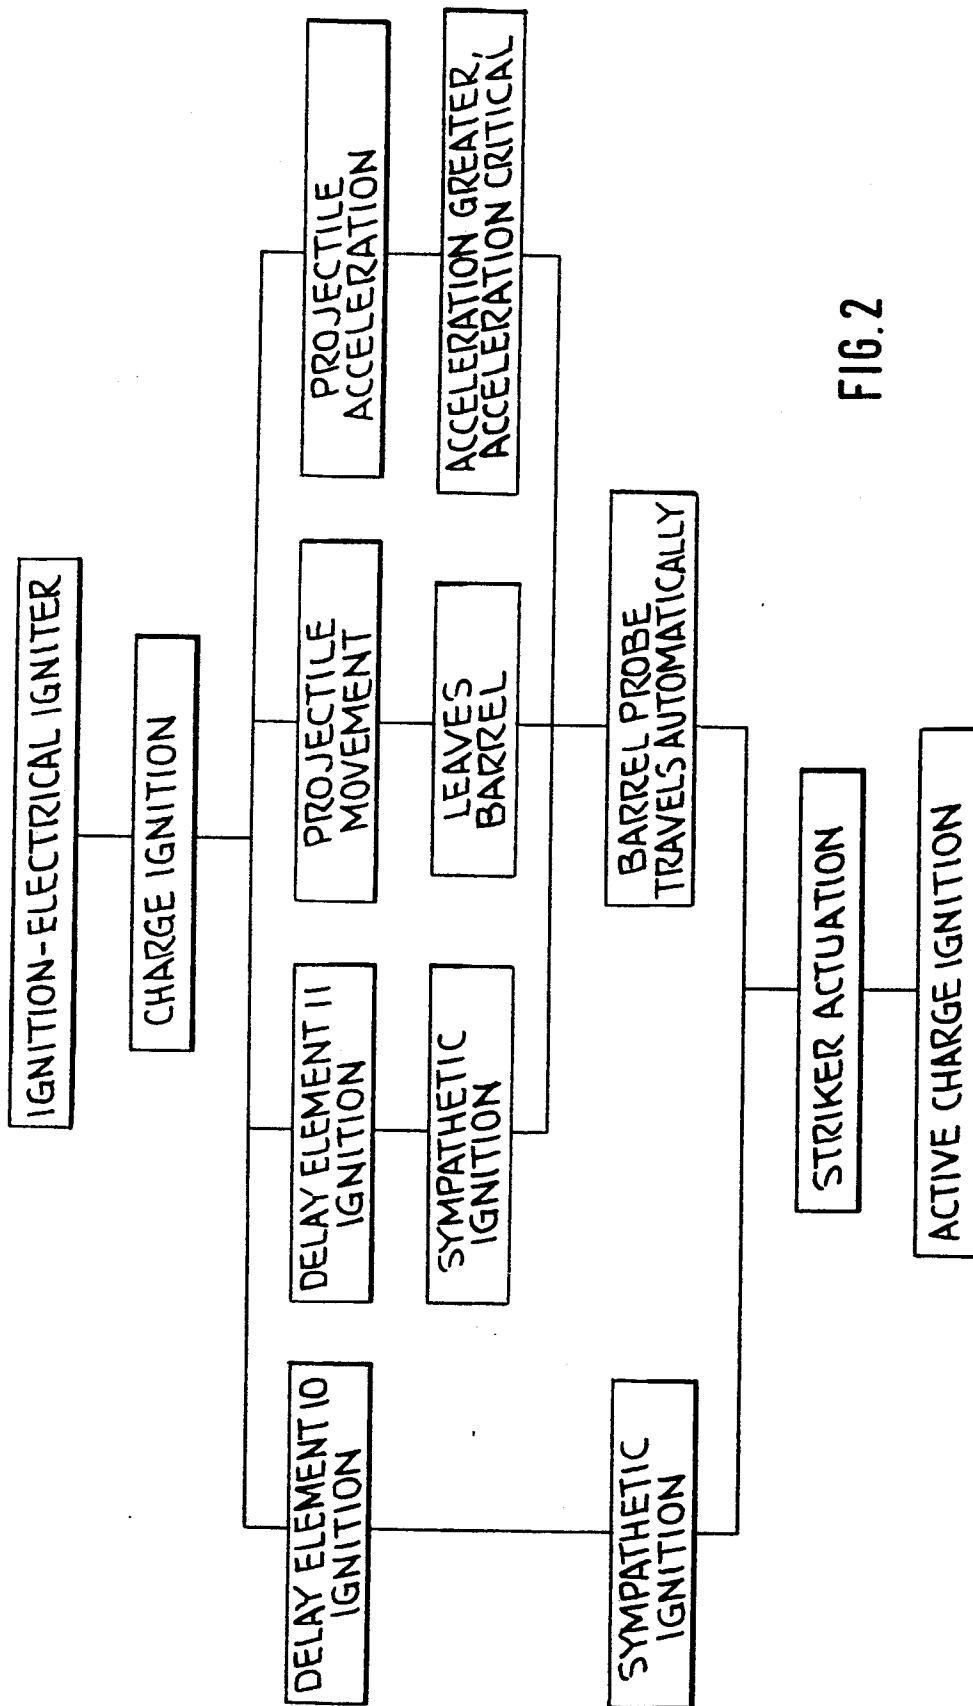 IGNITION-ELECTRICAL IGNITER
CHARGE IGNITION
DELAY ELEMENT 10
IGNITION
DELAY ELEMENT 11
IGNITION
PROJECTILE
MOVEMENT
PROJECTILE
ACCELERATION
SYMPATHETIC
IGNITION
LEAVES
BARREL
ACCELERATION GREATER,
ACCELERATION CRITICAL
SYMPATHETIC
IGNITION
BARREL PROBE
TRAVELS AUTOMATICALLY
STRIKER ACTUATION
ACTIVE CHARGE IGNITION
FIG. 2